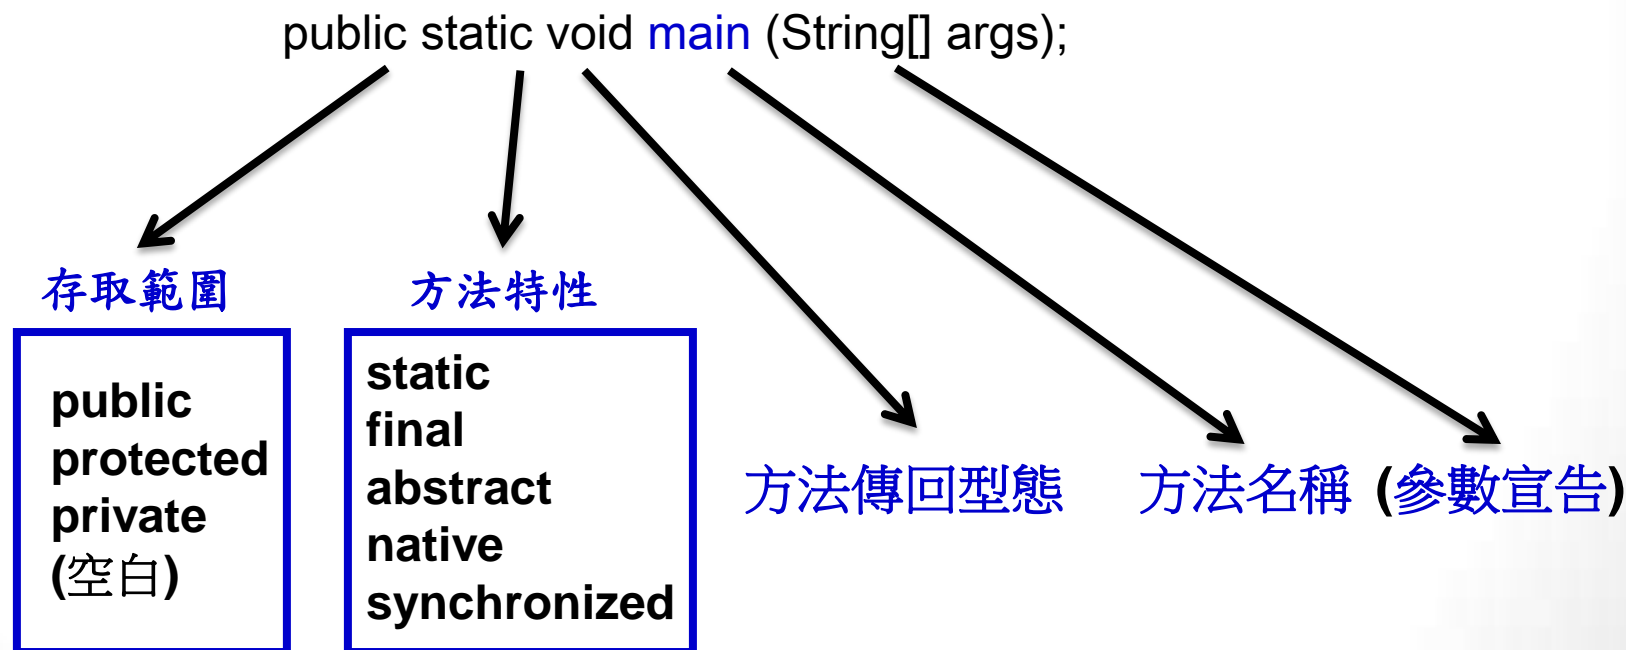 public static void main (String[] args);
存取範圍
public
protected
private
(空白)
方法特性
static
final
abstract
native
synchronized
方法傳回型態
方法名稱 (參數宣告)